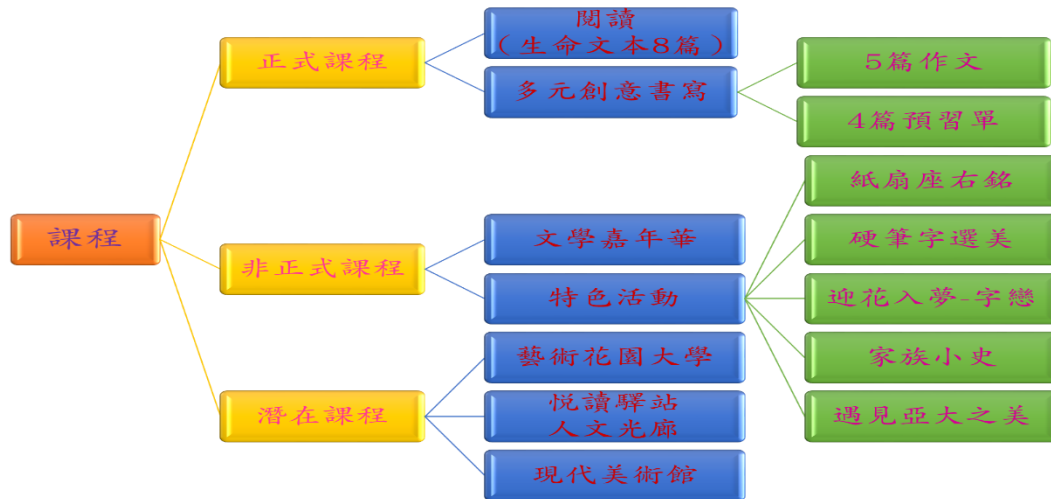 課程
正式課程
閱讀
（生命文本8篇）
多元創意書寫
5篇作文
4篇預習單
非正式課程
文學嘉年華
特色活動
紙扇座右銘
硬筆字選美
迎花入夢-字戀
家族小史
遇見亞大之美
潛在課程
藝術花園大學
悅讀驛站
人文光廊
現代美術館